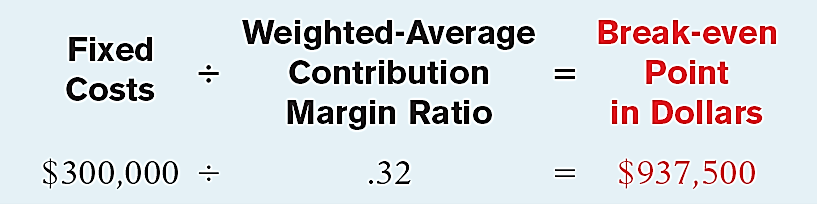 Fixed Costs ÷ Weighted-Average Contribution Margin Ratio = Break-even Point in Dollars
$300,000 ÷ .32 = $937,500